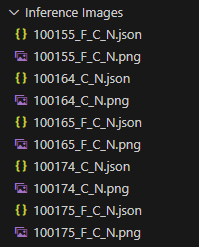 Inference Images
100155_F_C_N.json
100155_F_C_N.png
100164_C_N.json
100164_C_N.png
100165_F_C_N.json
100165_F_C_N.png
100174_C_N.json
100174_C_N.png
100175_F_C_N.json
100175_F_C_N.png